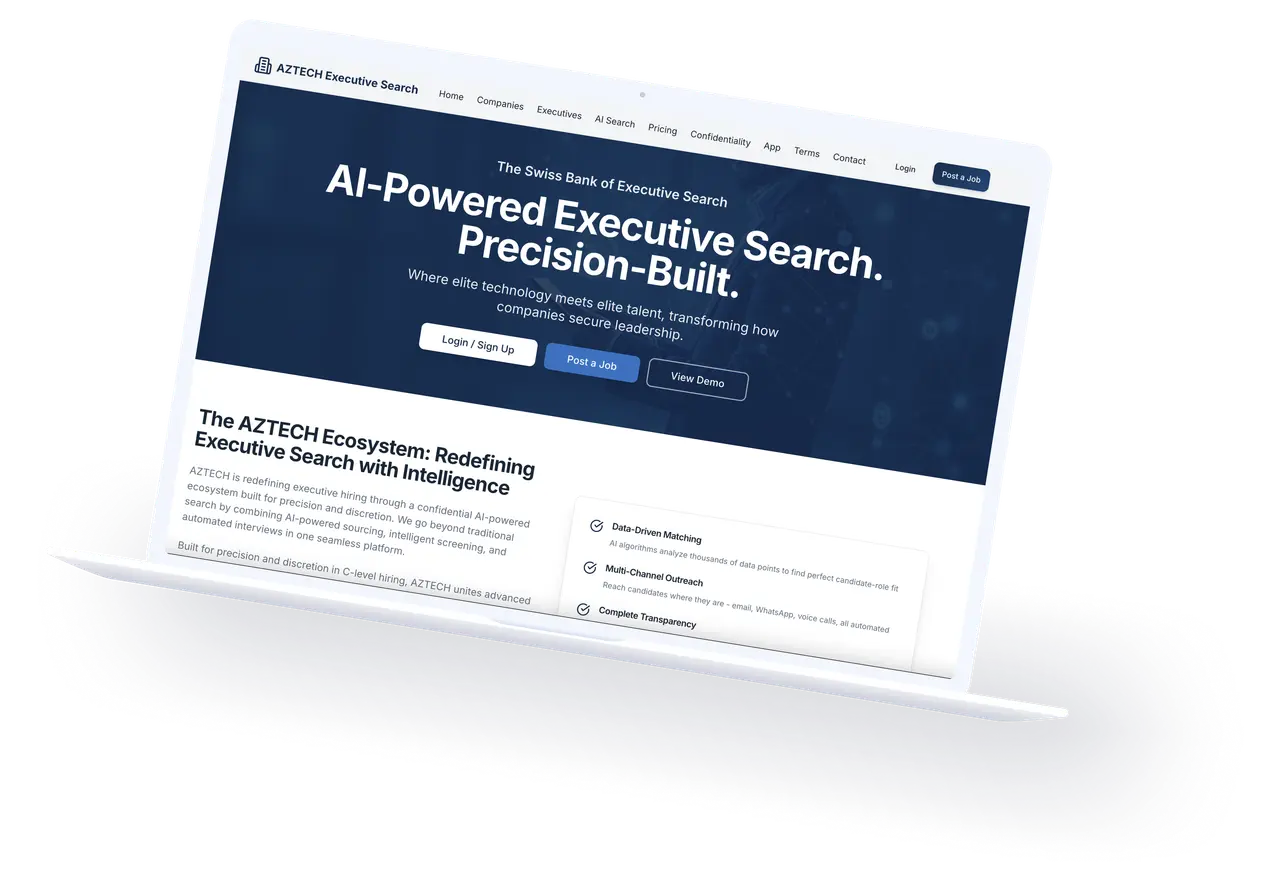 AZTECH Executive Search
Home Companies Executives AI Search Pricing Confidentiality App Terms Contact Login Post a Job
The Swiss Bank of Executive Search
AI-Powered Executive Search.
Precision-Built.
Where elite technology meets elite talent, transforming how
companies secure leadership.
Login / Sign Up Post a Job View Demo
The AZTECH Ecosystem: Redefining
Executive Search with Intelligence
AZTECH is redefining executive hiring through a confidential AI-powered
ecosystem built for precision and discretion. We go beyond traditional
search by combining AI-powered sourcing, intelligent screening, and
automated interviews in one seamless platform.
Built for precision and discretion in C-level hiring, AZTECH unites advanced
Data-Driven Matching
AI algorithms analyze thousands of data points to find perfect candidate-role fit
Multi-Channel Outreach
Reach candidates where they are - email, WhatsApp, voice calls, all automated
Complete Transparency